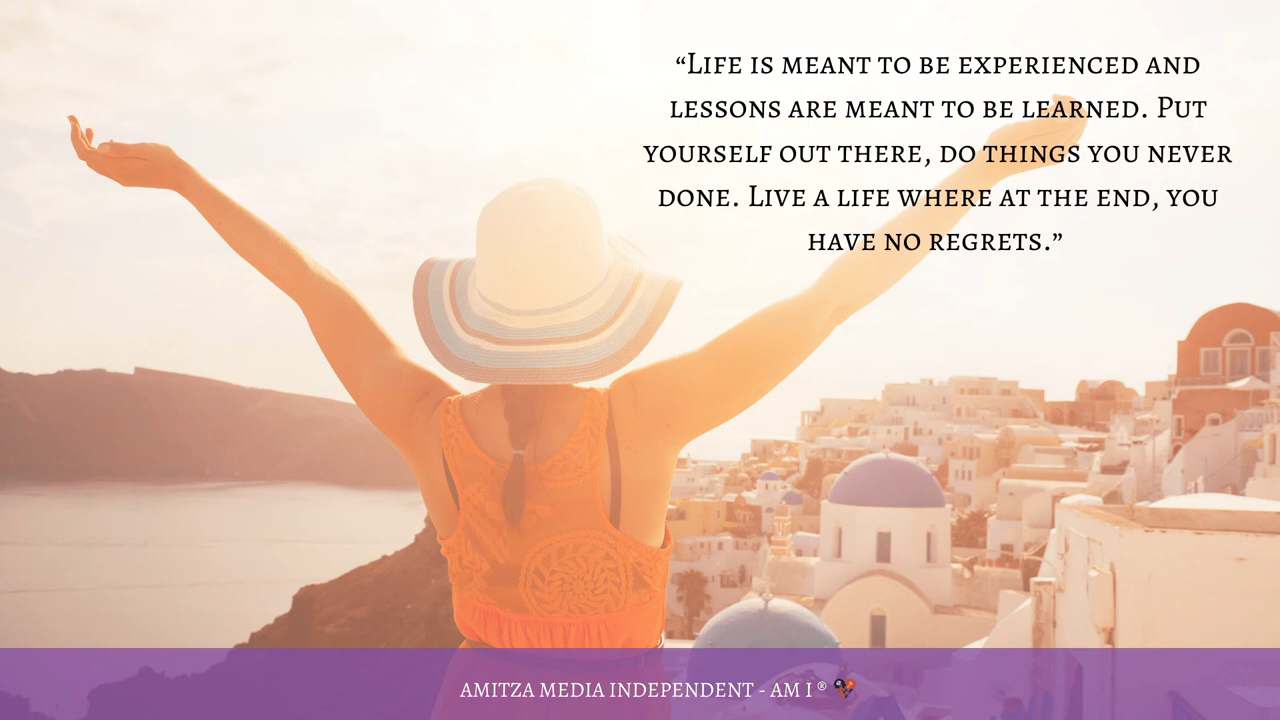 “Life is meant to be experienced and
lessons are meant to be learned. Put
yourself out there, do things you never
done. Live a life where at the end, you
have no regrets.”
AMITZA MEDIA INDEPENDENT - AM I ®